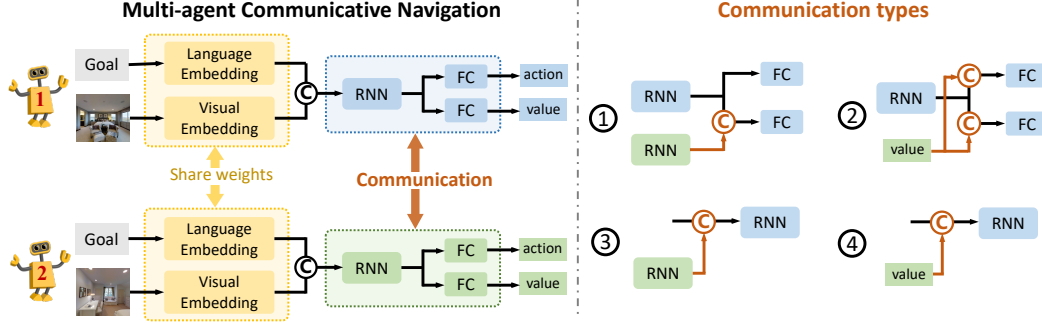 Multi-agent Communicative Navigation
Goal
Language
Embedding
Visual
Embedding
1
C
RNN
FC
FC
action
value
Share weights
Communication
Goal
Language
Embedding
Visual
Embedding
2
C
RNN
FC
FC
action
value
Communication types
1
RNN
FC
C
FC
RNN
2
RNN
C
FC
C
FC
value
3
C
RNN
RNN
4
C
RNN
value